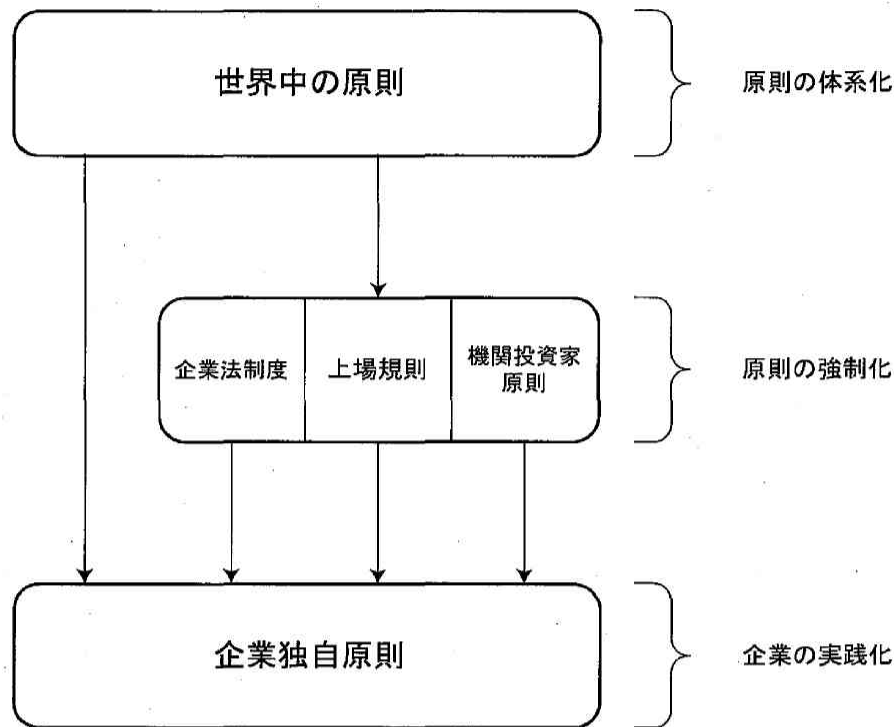 世界中の原則
原則の体系化
企業法制度
上場規則
機関投資家
原則
原則の強制化
企業独自原則
企業の実践化